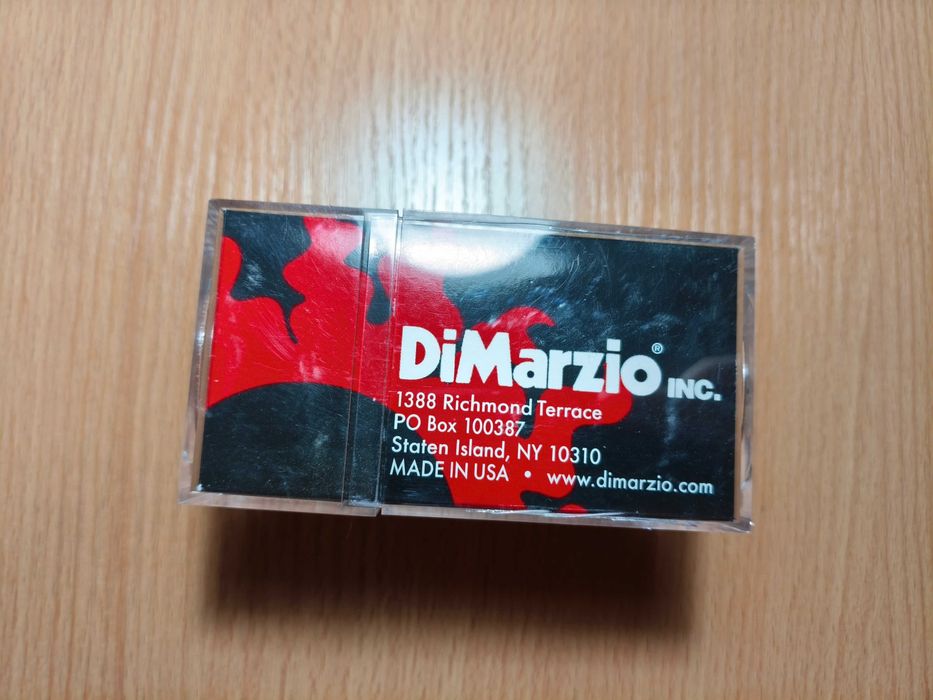 DiMarzio® INC.
1388 Richmond Terrace
PO Box 100387
Staten Island, NY 10310
MADE IN USA • www.dimarzio.com